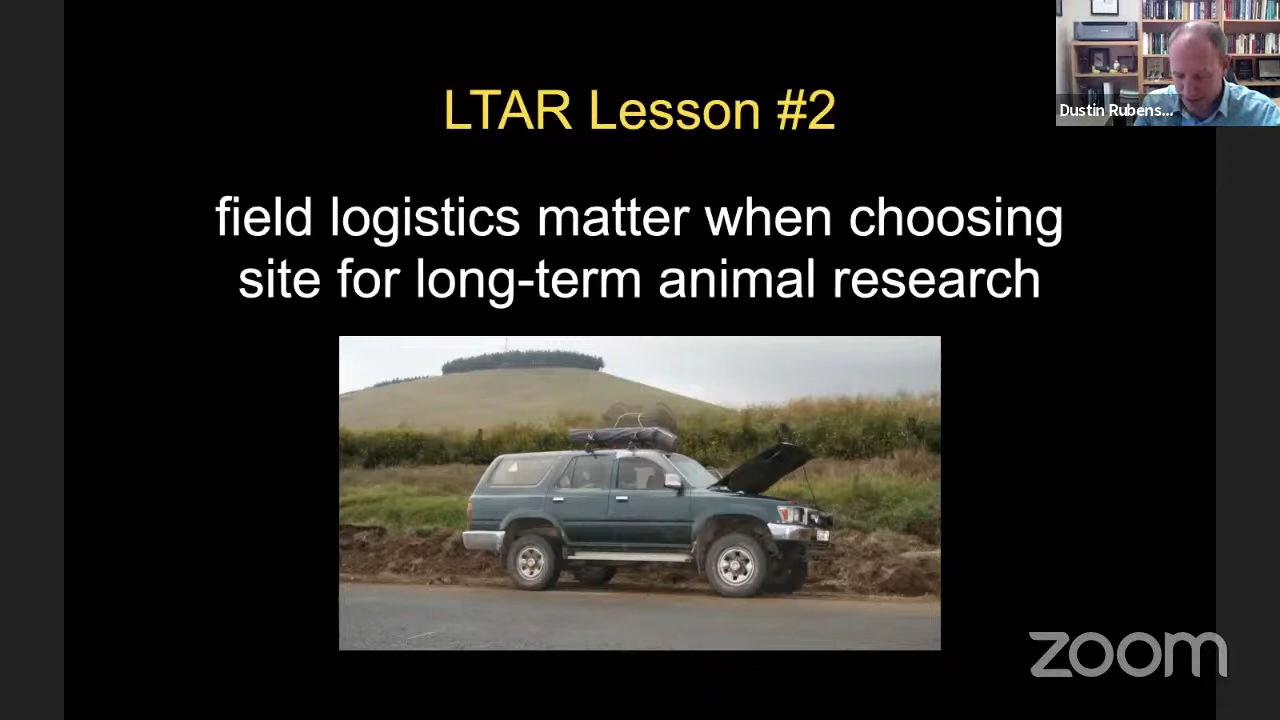 LTAR Lesson #2
Dustin Rubens...
field logistics matter when choosing
site for long-term animal research
zoom